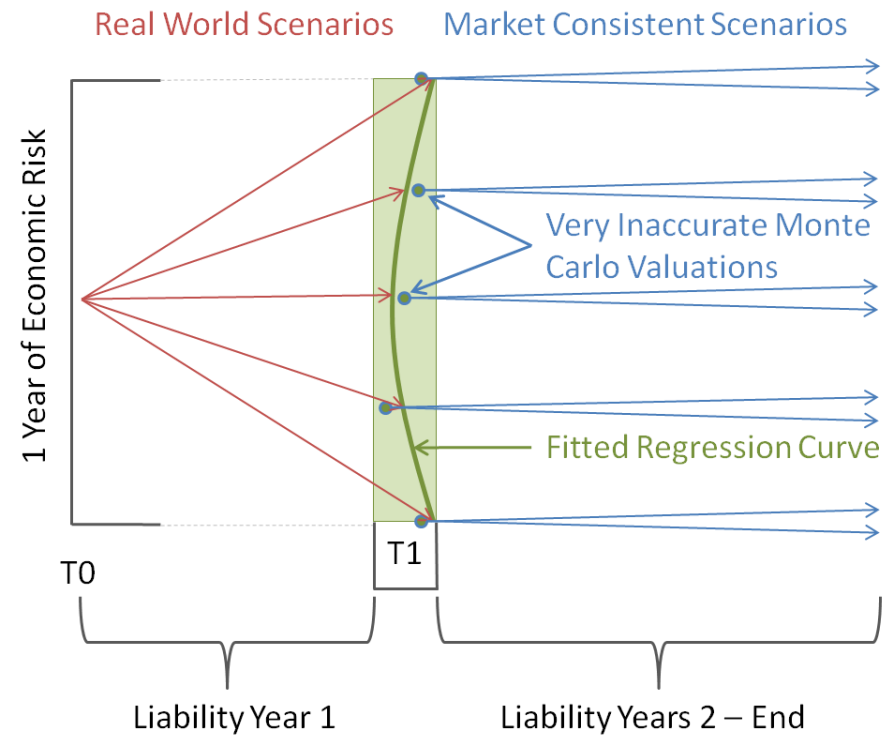 Real World Scenarios
Market Consistent Scenarios
1 Year of Economic Risk
Very Inaccurate Monte
Carlo Valuations
Fitted Regression Curve
T1
T0
Liability Year 1
Liability Years 2 – End